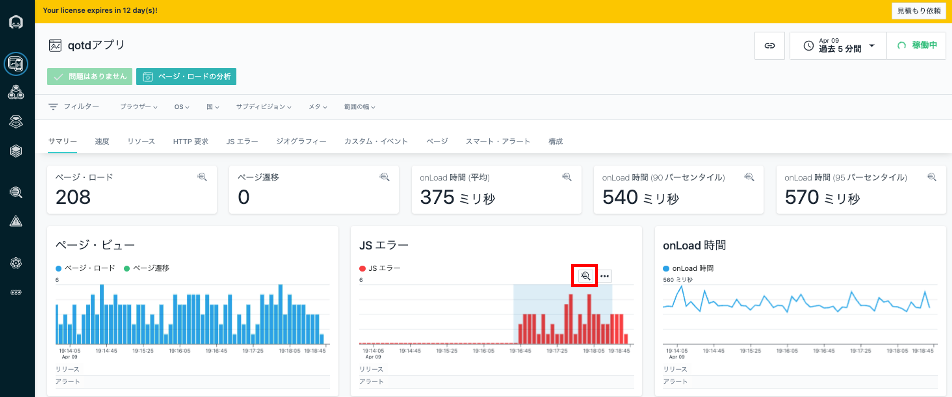 Your license expires in 12 day(s)!
見積もり依頼
qotdアプリ
Apr 09
過去 5 分間
稼働中
問題はありません
ページ・ロードの分析
フィルター
ブラウザー
OS
国
サブディビジョン
メタ
範囲の幅
サマリー
速度
リソース
HTTP 要求
JS エラー
ジオグラフィー
カスタム・イベント
ページ
スマート・アラート
構成
ページ・ロード
208
ページ遷移
0
onLoad 時間 (平均)
375 ミリ秒
onLoad 時間 (90 パーセンタイル)
540 ミリ秒
onLoad 時間 (95 パーセンタイル)
570 ミリ秒
ページ・ビュー
ページ・ロード
ページ遷移
6
19:14:05 19:14:45 19:15:25 19:16:05 19:16:45 19:17:25 19:18:05 19:18:45
Apr 09
リリース
アラート
JS エラー
JS エラー
6
19:14:05 19:14:45 19:15:25 19:16:05 19:16:45 19:17:25 19:18:05 19:18:45
Apr 09
リリース
アラート
onLoad 時間
onLoad 時間
560 ミリ秒
19:14:05 19:14:45 19:15:25 19:16:05 19:16:45 19:17:25 19:18:05 19:18:45
Apr 09
リリース
アラート